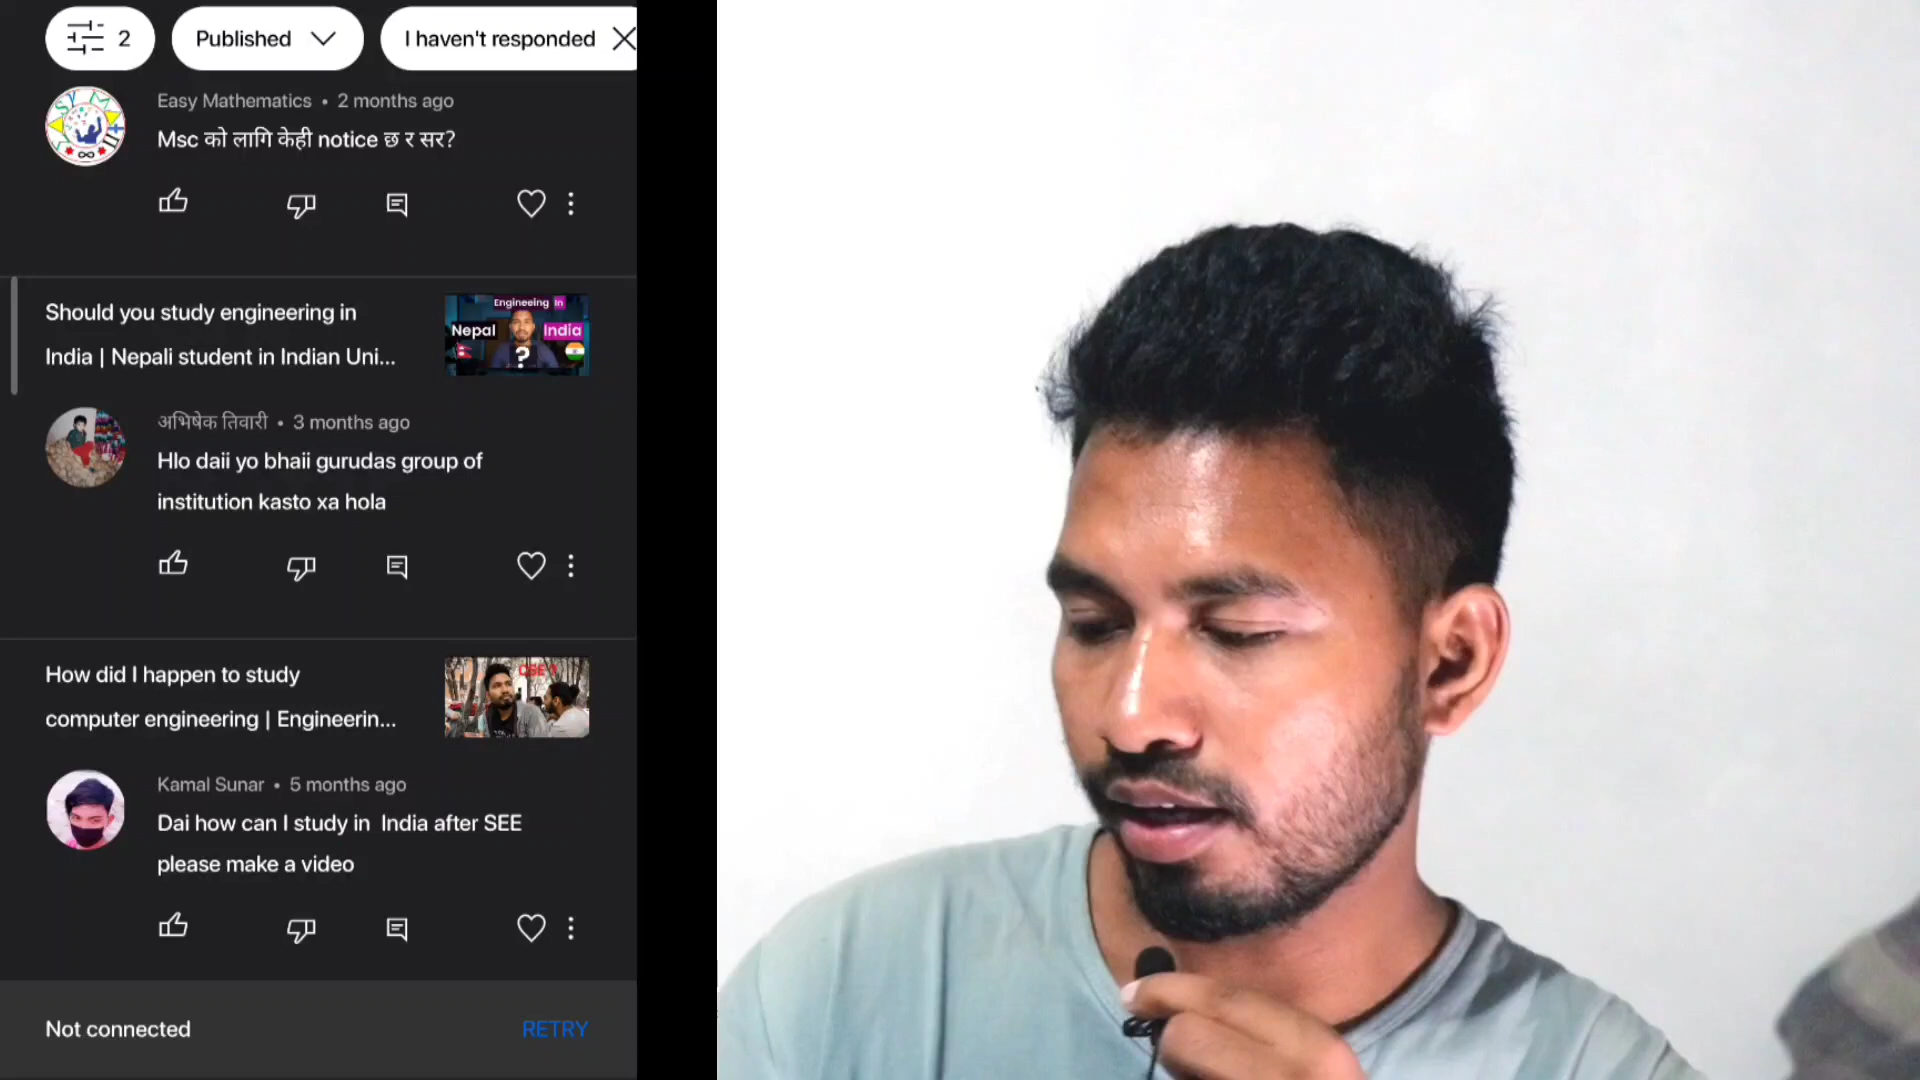 2
Published
I haven't responded
Easy Mathematics • 2 months ago
Msc को लागि केही notice छ र सर?
Should you study engineering in
India | Nepali student in Indian Uni...
Engineeing In
Nepal
India
?
अभिषेक तिवारी • 3 months ago
Hlo daii yo bhaii gurudas group of
institution kasto xa hola
How did I happen to study
computer engineering | Engineerin...
Kamal Sunar • 5 months ago
Dai how can I study in India after SEE
please make a video
Not connected
RETRY